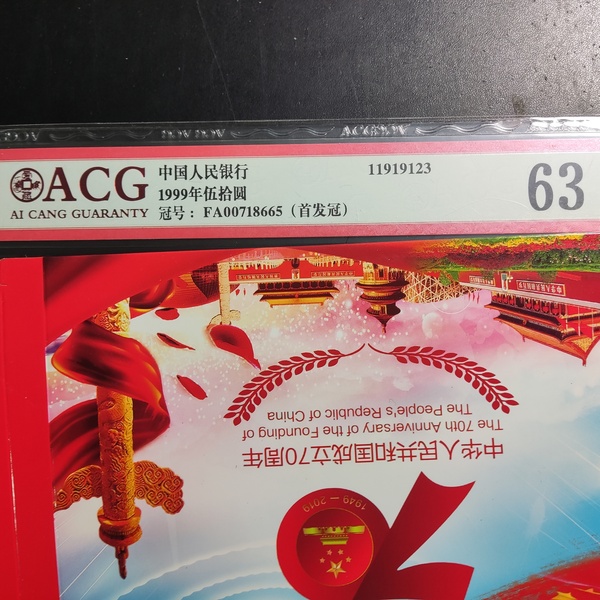 ACG
AI CANG GUARANTY
中国人民银行
1999年伍拾圆
冠号：FA00718665（首发冠）
11919123
63
中华人民共和国成立70周年
The 70th Anniversary of the Founding of
The People's Republic of China
1949 — 2019